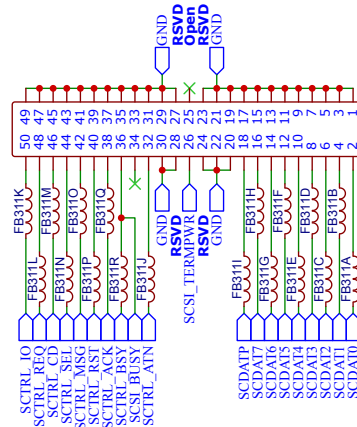 GND
RSVD
Open
RSVD
GND
49
47
45
43
41
39
37
35
33
31
29
27
25
23
21
19
17
15
13
11
9
7
5
3
1
50
48
46
44
42
40
38
36
34
32
30
28
26
24
22
20
18
16
14
12
10
8
6
4
2
FB311K
FB311M
FB311O
FB311Q
GND
RSVD
SCSI_TERMPWR
RSVD
GND
FB311H
FB311F
FB311D
FB311B
FB311L
FB311N
FB311P
FB311R
FB311J
FB311I
FB311G
FB311E
FB311C
FB311A
SCTRL_IO
SCTRL_REQ
SCTRL_CD
SCTRL_SEL
SCTRL_MSG
SCTRL_RST
SCTRL_ACK
SCTRL_BSY
SCSI_BUSY
SCTRL_ATN
SCDATP
SCDAT7
SCDAT6
SCDAT5
SCDAT4
SCDAT3
SCDAT2
SCDAT1